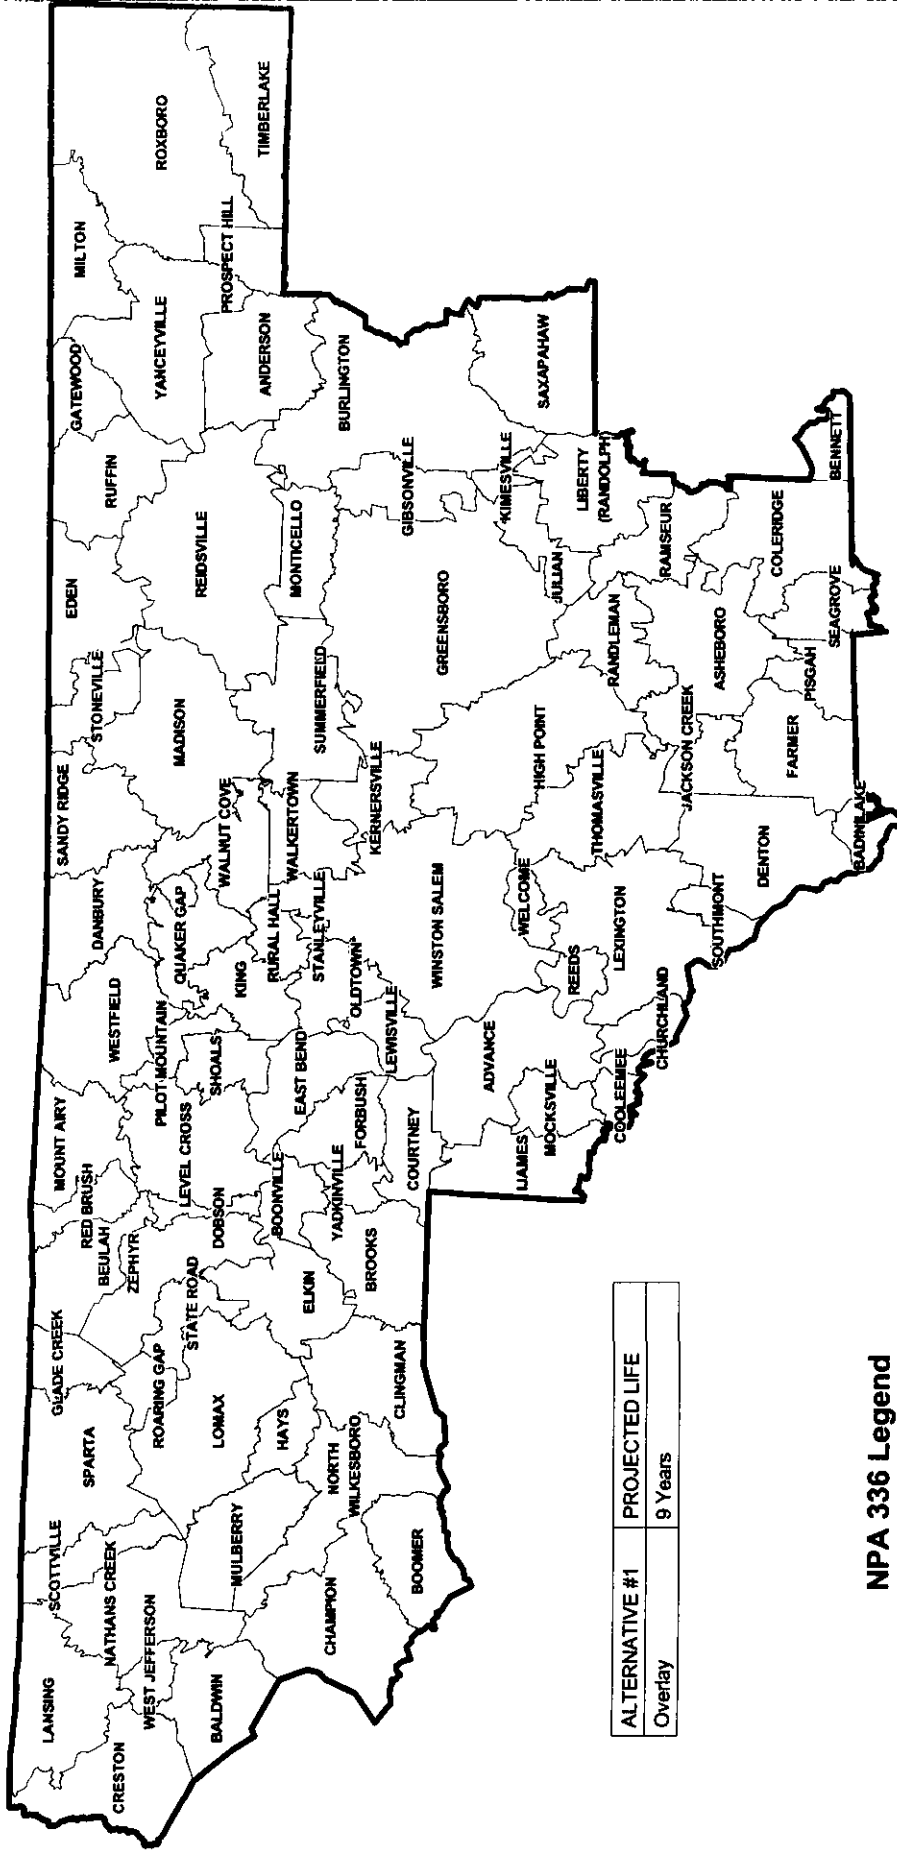 LANSING
SCOTTVILLE
GLADE CREEK
MOUNT AIRY
SANDY RIDGE
EDEN
GATEWOOD
MILTON
CRESTON
NATHANS CREEK
SPARTA
BEULAH
RED BRUSH
WESTFIELD
DANBURY
STONEVILLE
RUFFIN
YANCEYVILLE
ROXBORO
WEST JEFFERSON
ROARING GAP
ZEPHYR
PILOT MOUNTAIN
QUAKER GAP
MADISON
REIDSVILLE
BALDWIN
MULBERRY
LOMAX
STATE ROAD
DOBSON
LEVEL CROSS
SHOALS
KING
WALNUT COVE
ANDERSON
PROSPECT HILL
TIMBERLAKE
CHAMPION
HAYS
ELKIN
BOONVILLE
EAST BEND
RURAL HALL
WALKERTOWN
SUMMERFIELD
MONTICELLO
BURLINGTON
BOOMER
NORTH
WILKESBORO
CLINGMAN
BROOKS
YADKINVILLE
FORBUSH
LEWISVILLE
OLDTOWN
STANLEYVILLE
KERNERSVILLE
GREENSBORO
GIBSONVILLE
COURTNEY
WINSTON SALEM
KIMESVILLE
SAXAPAHAW
IJAMES
MOCKSVILLE
ADVANCE
REEDS
WELCOME
HIGH POINT
JULIAN
LIBERTY
(RANDOLPH)
COOLEEMEE
CHURCHLAND
LEXINGTON
THOMASVILLE
RANDLEMAN
RAMSEUR
SOUTHMONT
JACKSON CREEK
ASHEBORO
COLERIDGE
BENNETT
DENTON
FARMER
PISGAH
SEAGROVE
BADINLAKE
ALTERNATIVE #1 PROJECTED LIFE
Overlay 9 Years
NPA 336 Legend